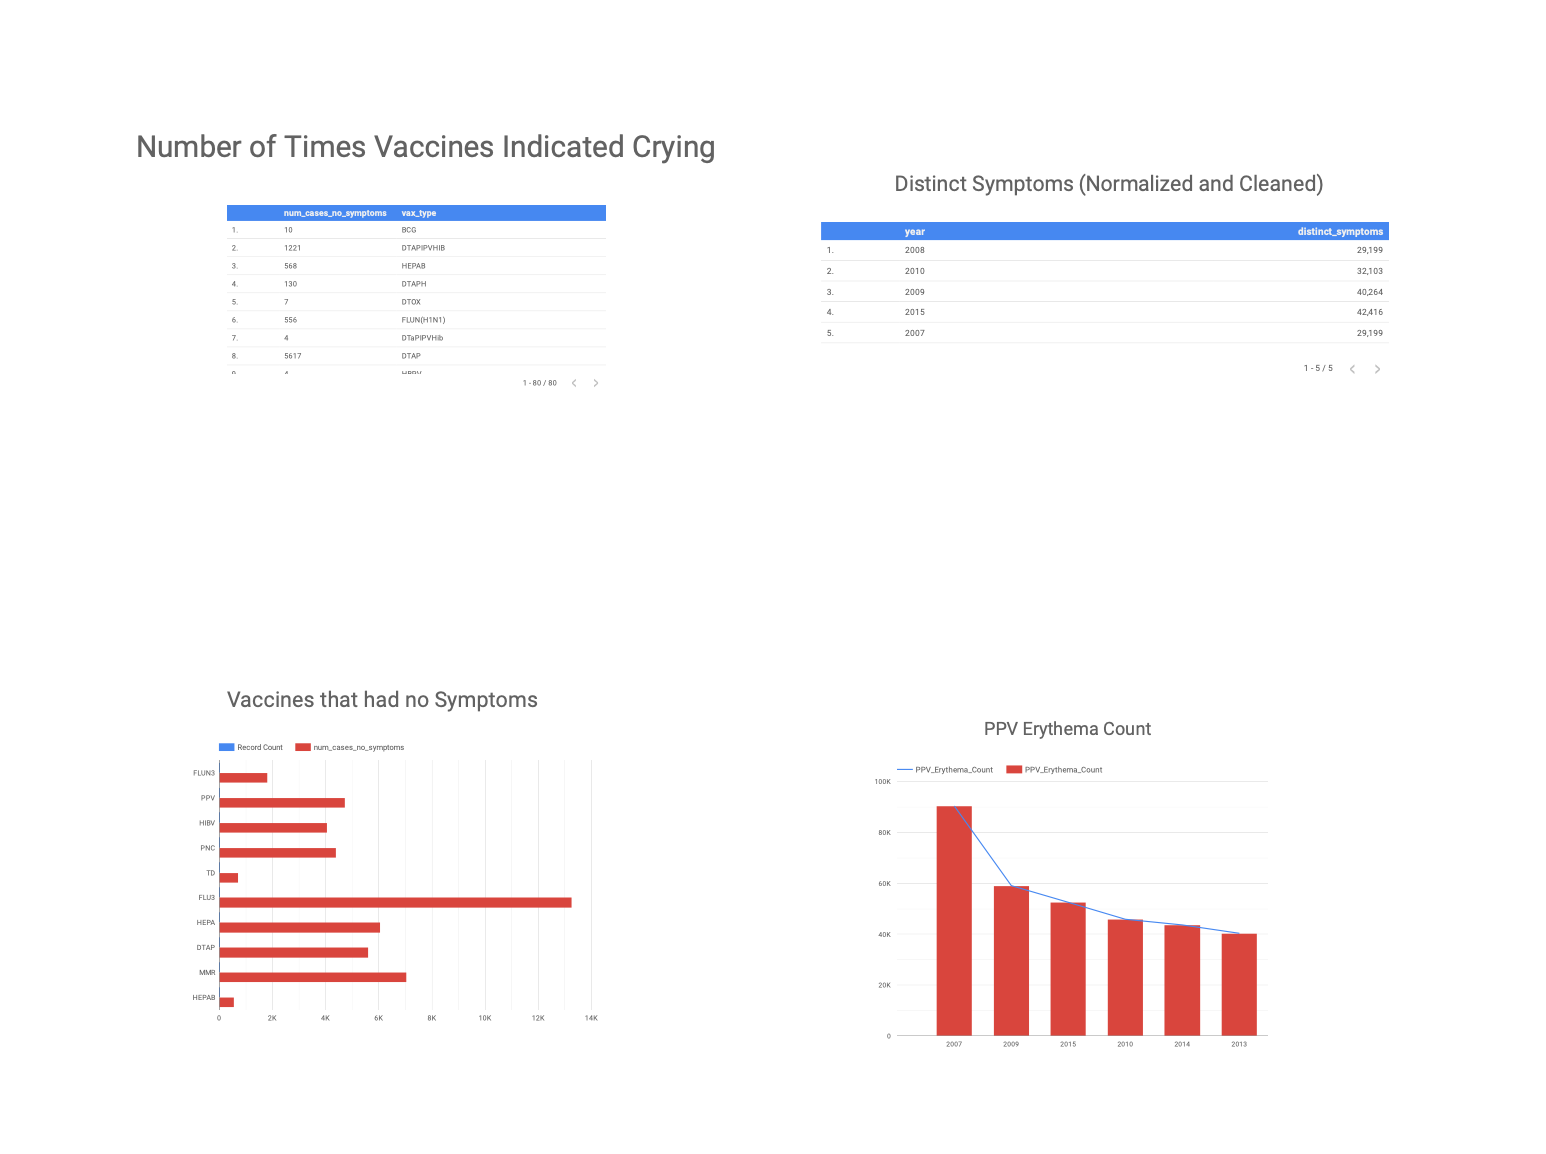 Number of Times Vaccines Indicated Crying
num_cases_no_symptoms vax_type
1. 10 BCG
2. 1221 DTAPIPVHIB
3. 568 HEPAB
4. 130 DTAPH
5. 7 DTOX
6. 556 FLUN(H1N1)
7. 4 DTaPIPVHib
8. 5617 DTAP
1 - 80 / 80
Distinct Symptoms (Normalized and Cleaned)
year distinct_symptoms
1. 2008 29,199
2. 2010 32,103
3. 2009 40,264
4. 2015 42,416
5. 2007 29,199
1 - 5 / 5
Vaccines that had no Symptoms
Record Count num_cases_no_symptoms
FLUN3
PPV
HIBV
PNC
TD
FLU3
HEPA
DTAP
MMR
HEPAB
0 2K 4K 6K 8K 10K 12K 14K
PPV Erythema Count
PPV_Erythema_Count PPV_Erythema_Count
100K
80K
60K
40K
20K
0
2007 2009 2015 2010 2014 2013